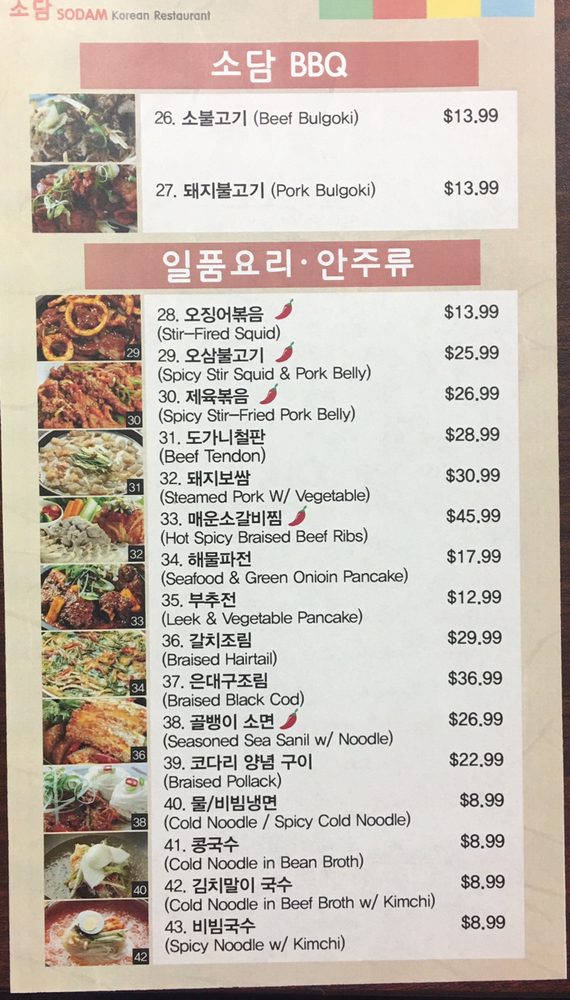 소담 SODAM Korean Restaurant
소담 BBQ
26. 소불고기 (Beef Bulgoki) $13.99
27. 돼지불고기 (Pork Bulgoki) $13.99
일품요리·안주류
28. 오징어볶음 $13.99
(Stir-Fired Squid)
29. 오삼불고기 $25.99
(Spicy Stir Squid & Pork Belly)
30. 제육볶음 $26.99
(Spicy Stir-Fried Pork Belly)
31. 도가니철판 $28.99
(Beef Tendon)
32. 돼지보쌈 $30.99
(Steamed Pork W/ Vegetable)
33. 매운소갈비찜 $45.99
(Hot Spicy Braised Beef Ribs)
34. 해물파전 $17.99
(Seafood & Green Onioin Pancake)
35. 부추전 $12.99
(Leek & Vegetable Pancake)
36. 갈치조림 $29.99
(Braised Hairtail)
37. 은대구조림 $36.99
(Braised Black Cod)
38. 골뱅이 소면 $26.99
(Seasoned Sea Sanil w/ Noodle)
39. 코다리 양념 구이 $22.99
(Braised Pollack)
40. 물/비빔냉면 $8.99
(Cold Noodle / Spicy Cold Noodle)
41. 콩국수 $8.99
(Cold Noodle in Bean Broth)
42. 김치말이 국수 $8.99
(Cold Noodle in Beef Broth w/ Kimchi)
43. 비빔국수 $8.99
(Spicy Noodle w/ Kimchi)
29
30
31
32
33
34
36
38
40
42